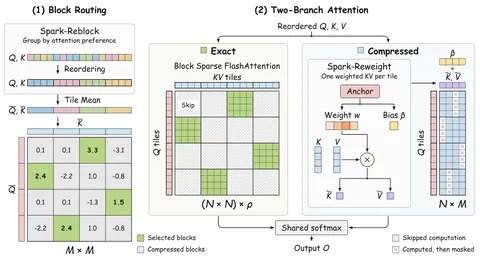 (1) Block Routing
Spark-Reblock
Group by attention preference
Q, K
Reordering
Q, K
Tile Mean
Q̄, K̄
K̄
Q̄
0.1 0.1 3.3 -3.1
2.4 -2.2 1.0 -0.8
0.1 0.1 -1.3 1.5
-2.2 2.4 1.0 -0.8
M × M
Selected blocks
Compressed blocks
(2) Two-Branch Attention
Reordered Q, K, V
Exact
Block Sparse FlashAttention
KV tiles
Skip
Q tiles
(N × N) × ρ
Compressed
Spark-Reweight
One weighted KV per tile
Anchor
Weight w
Bias β
K V
×
K̃ Ṽ
β
+
K̃, Ṽ
Q tiles
N × M
Shared softmax
Output O
Skipped computation
Computed, then masked